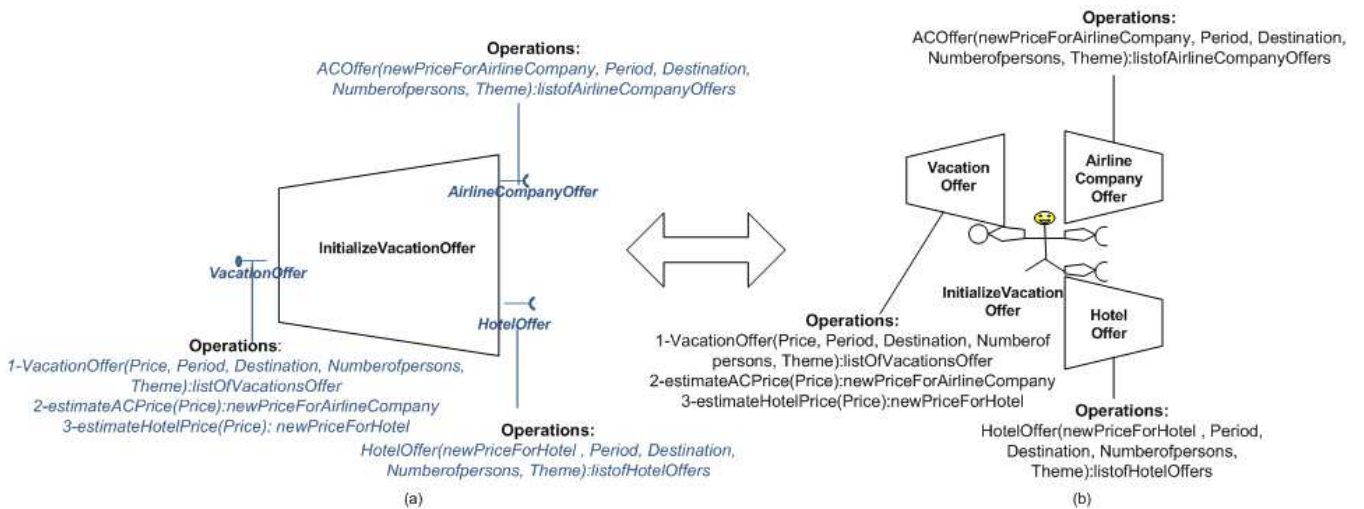 Operations:
ACOffer(newPriceForAirlineCompany, Period, Destination,
Numberofpersons, Theme):listofAirlineCompanyOffers
AirlineCompanyOffer
InitializeVacationOffer
VacationOffer
HotelOffer
Operations:
1-VacationOffer(Price, Period, Destination, Numberofpersons,
Theme):listOfVacationsOffer
2-estimateACPrice(Price):newPriceForAirlineCompany
3-estimateHotelPrice(Price): newPriceForHotel
Operations:
HotelOffer(newPriceForHotel , Period, Destination,
Numberofpersons, Theme):listofHotelOffers
(a)
Operations:
ACOffer(newPriceForAirlineCompany, Period, Destination,
Numberofpersons, Theme):listofAirlineCompanyOffers
Vacation
Offer
Airline
Company
Offer
InitializeVacation
Offer
Hotel
Offer
Operations:
1-VacationOffer(Price, Period, Destination, Numberof
persons, Theme):listOfVacationsOffer
2-estimateACPrice(Price):newPriceForAirlineCompany
3-estimateHotelPrice(Price):newPriceForHotel
Operations:
HotelOffer(newPriceForHotel , Period,
Destination, Numberofpersons,
Theme):listofHotelOffers
(b)